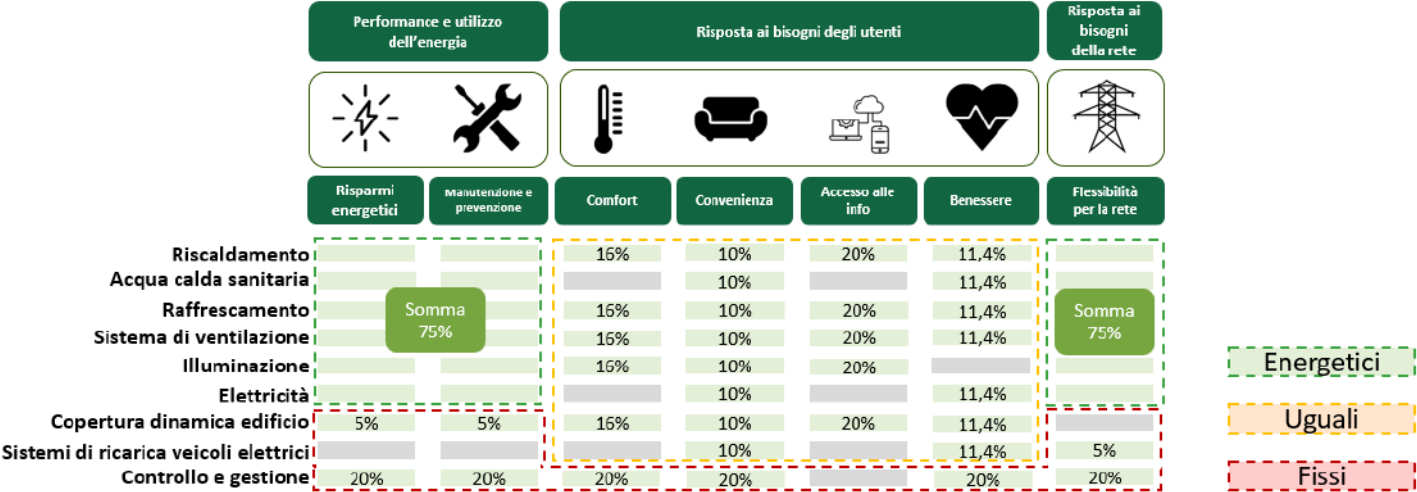 Performance e utilizzo
dell'energia
Risposta ai bisogni degli utenti
Risposta ai
bisogni
della rete
Risparmi
energetici
Manutenzione e
prevenzione
Comfort
Convenienza
Accesso alle
info
Benessere
Flessibilità
per la rete
Riscaldamento 16% 10% 20% 11,4%
Acqua calda sanitaria 10% 11,4%
Raffrescamento 16% 10% 20% 11,4%
Sistema di ventilazione 16% 10% 20% 11,4%
Illuminazione 16% 10% 20%
Elettricità 10% 11,4%
Somma
75%
Somma
75%
Copertura dinamica edificio 5% 5% 16% 10% 20% 11,4%
Sistemi di ricarica veicoli elettrici 10% 11,4% 5%
Controllo e gestione 20% 20% 20% 20% 20% 20%
Energetici
Uguali
Fissi